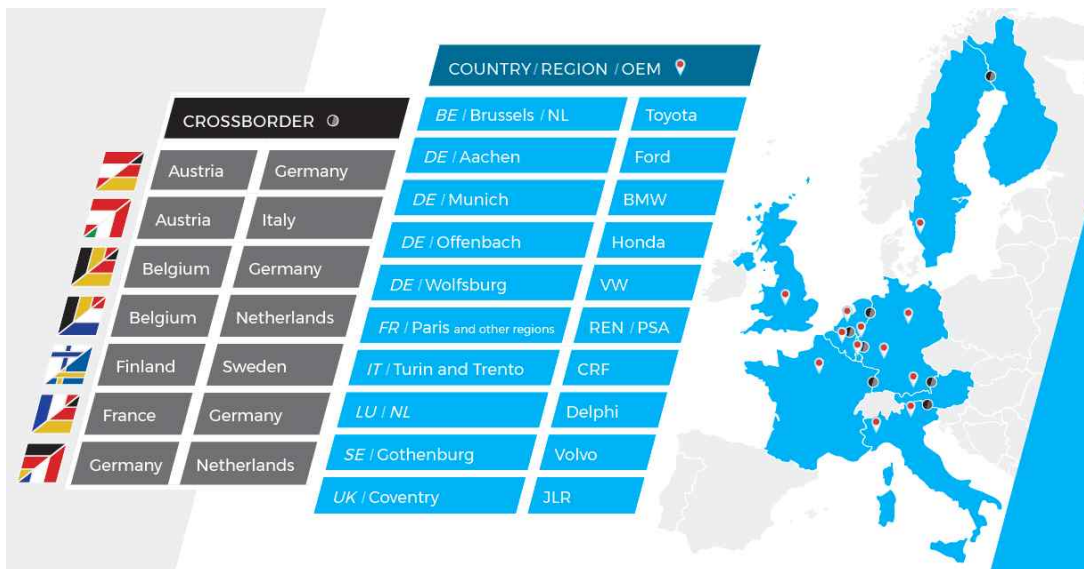 COUNTRY / REGION / OEM
CROSSBORDER
Austria Germany
Austria Italy
Belgium Germany
Belgium Netherlands
Finland Sweden
France Germany
Germany Netherlands
BE / Brussels / NL Toyota
DE / Aachen Ford
DE / Munich BMW
DE / Offenbach Honda
DE / Wolfsburg VW
FR / Paris and other regions REN / PSA
IT / Turin and Trento CRF
LU / NL Delphi
SE / Gothenburg Volvo
UK / Coventry JLR